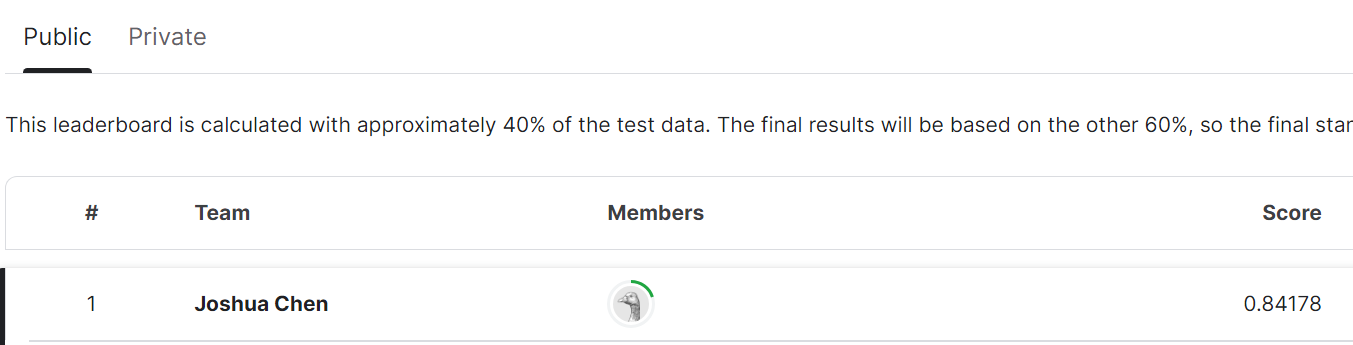 Public Private
This leaderboard is calculated with approximately 40% of the test data. The final results will be based on the other 60%, so the final
# Team Members Score
1 Joshua Chen 0.84178